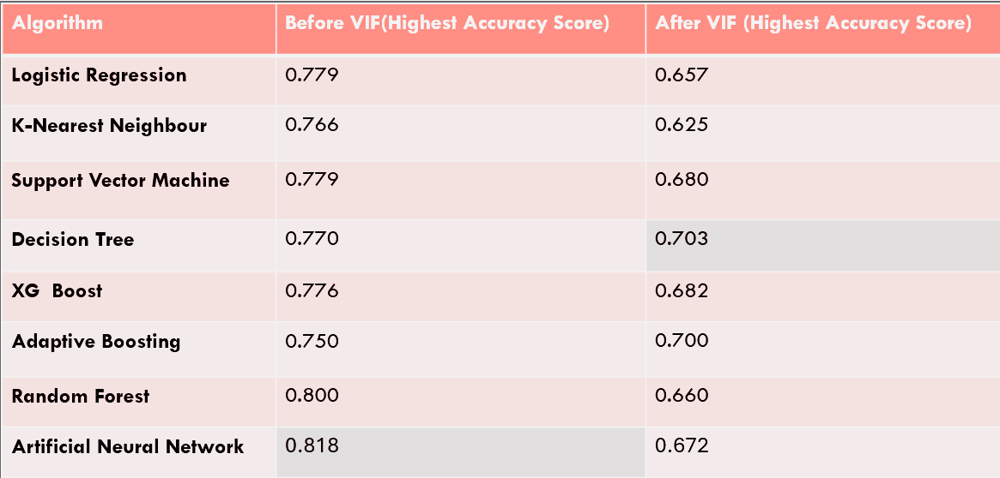 Algorithm Before VIF(Highest Accuracy Score) After VIF (Highest Accuracy Score)
Logistic Regression 0.779 0.657
K-Nearest Neighbour 0.766 0.625
Support Vector Machine 0.779 0.680
Decision Tree 0.770 0.703
XG  Boost 0.776 0.682
Adaptive Boosting 0.750 0.700
Random Forest 0.800 0.660
Artificial Neural Network 0.818 0.672